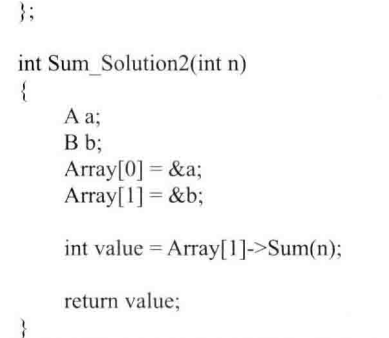 };
int Sum_Solution2(int n)
{
A a;
B b;
Array[0] = &a;
Array[1] = &b;
int value = Array[1]->Sum(n);
return value;
}